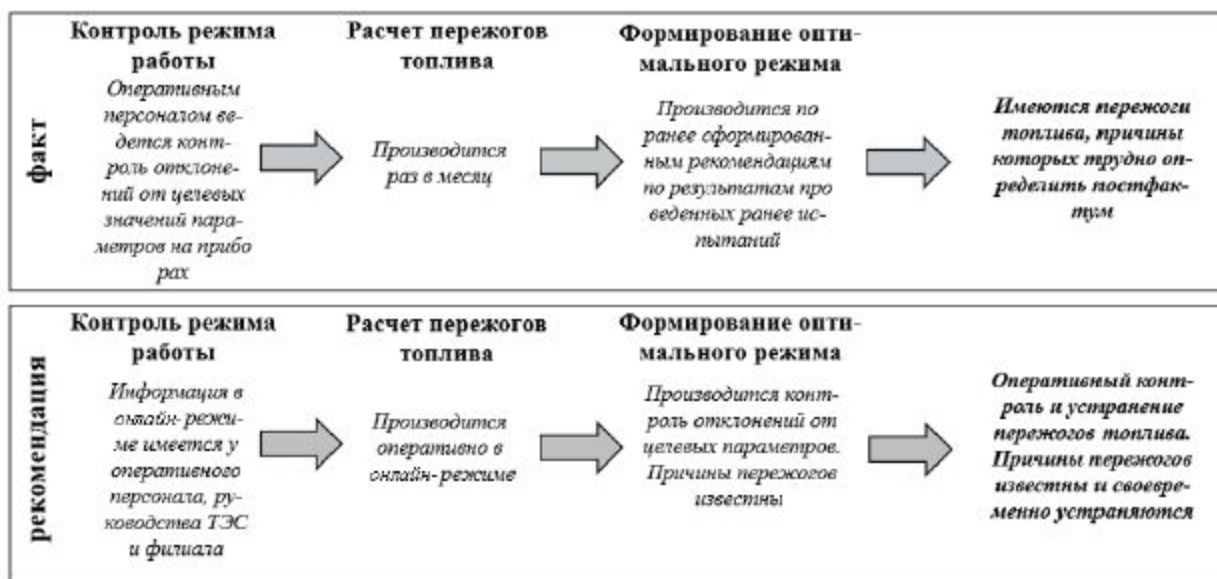 факт
Контроль режима
работы
Оперативным
персоналом ве-
дется конт-
роль отклоне-
ний от целевых
значений пара-
метров на прибо
рах
Расчет пережогов
топлива
Производится
раз в месяц
Формирование опти-
мального режима
Производится по
ранее сформирован-
ным рекомендациям
по результатам про
веденных ранее ис-
пытаний
Имеются пережоги
топлива, причины
которых трудно оп-
ределить постфак-
тум
рекомендация
Контроль режима
работы
Информация в
онлайн-режи-
ме имеется у
оперативного
персонала, ру-
ководства ТЭС
и филиала
Расчет пережогов
топлива
Производится
оперативно в
онлайн-режиме
Формирование опти-
мального режима
Производится конт-
роль отклонений от
целевых параметров.
Причины пережогов
известны
Оперативный конт-
роль и устранение
пережогов топлива.
Причины пережогов
известны и своевре-
менно устраняются